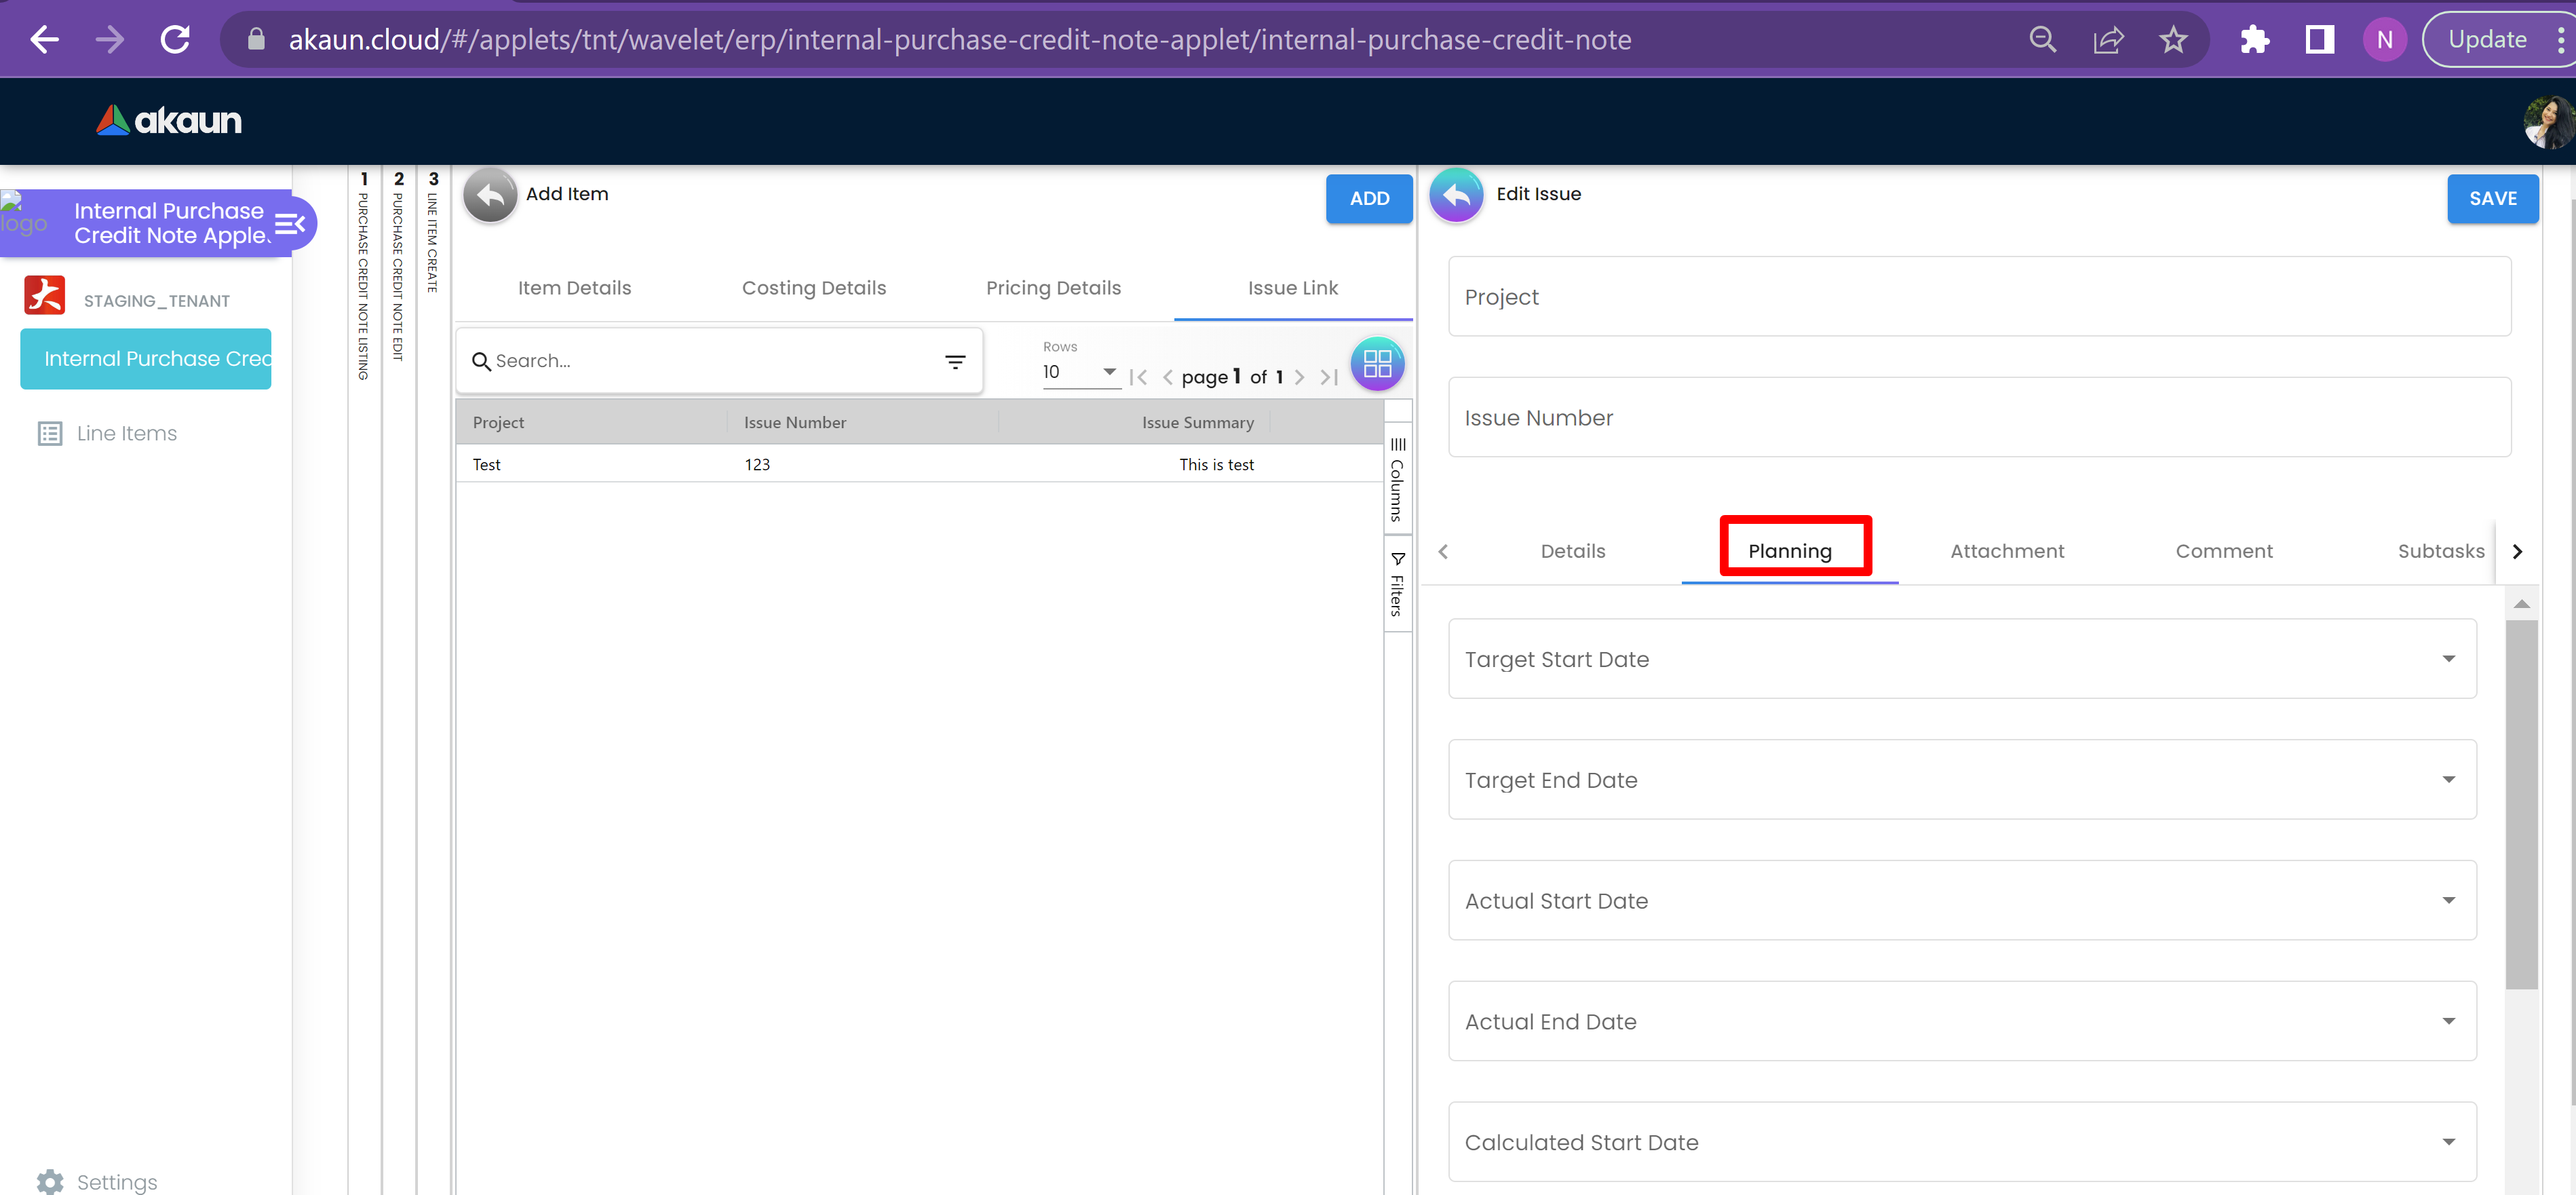 akaun.cloud/#/applets/tnt/wavelet/erp/internal-purchase-credit-note-applet/internal-purchase-credit-note
N
Update
akaun
logo
Internal Purchase
Credit Note Apple
STAGING_TENANT
Internal Purchase Cred
Line Items
Settings
1 PURCHASE CREDIT NOTE LISTING
2 PURCHASE CREDIT NOTE EDIT
3 LINE ITEM CREATE
Add Item
ADD
Item Details
Costing Details
Pricing Details
Issue Link
Search...
Rows
10
page 1 of 1
Project Issue Number Issue Summary
Test 123 This is test
Columns
Filters
Edit Issue
SAVE
Project
Issue Number
Details
Planning
Attachment
Comment
Subtasks
Target Start Date
Target End Date
Actual Start Date
Actual End Date
Calculated Start Date